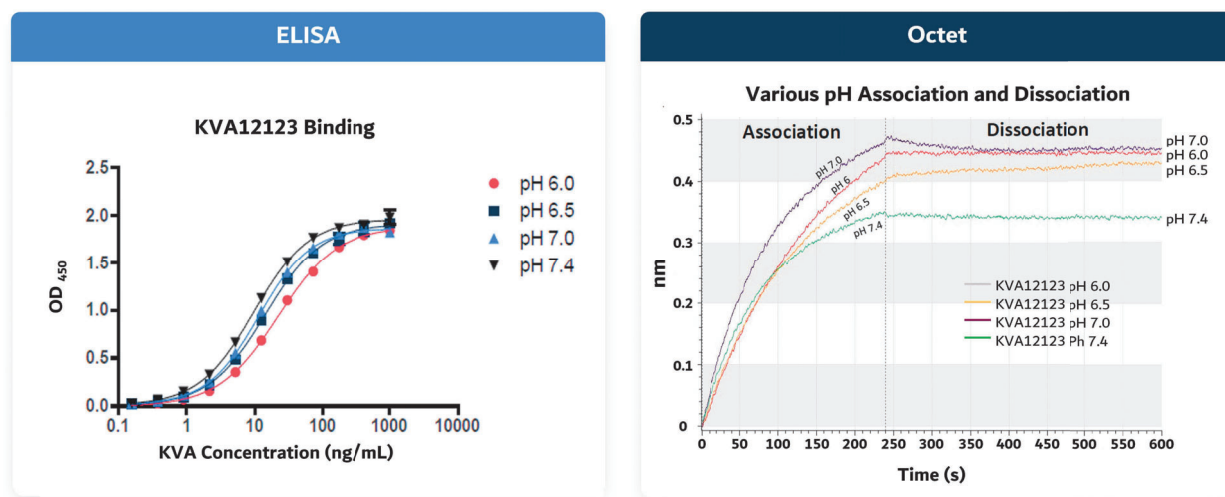 ELISA
KVA12123 Binding
2.5
2.0
1.5
1.0
0.5
0.0
OD 450
0.1
1
10
100
1000
10000
KVA Concentration (ng/mL)
pH 6.0
pH 6.5
pH 7.0
pH 7.4
Octet
Various pH Association and Dissociation
Association
Dissociation
0.5
0.4
0.3
0.2
0.1
0
nm
pH 7.0
pH 6
pH 6.5
pH 7.4
pH 7.0
pH 6.0
pH 6.5
pH 7.4
KVA12123 pH 6.0
KVA12123 pH 6.5
KVA12123 pH 7.0
KVA12123 Ph 7.4
0
50
100
150
200
250
300
350
400
450
500
550
600
Time (s)